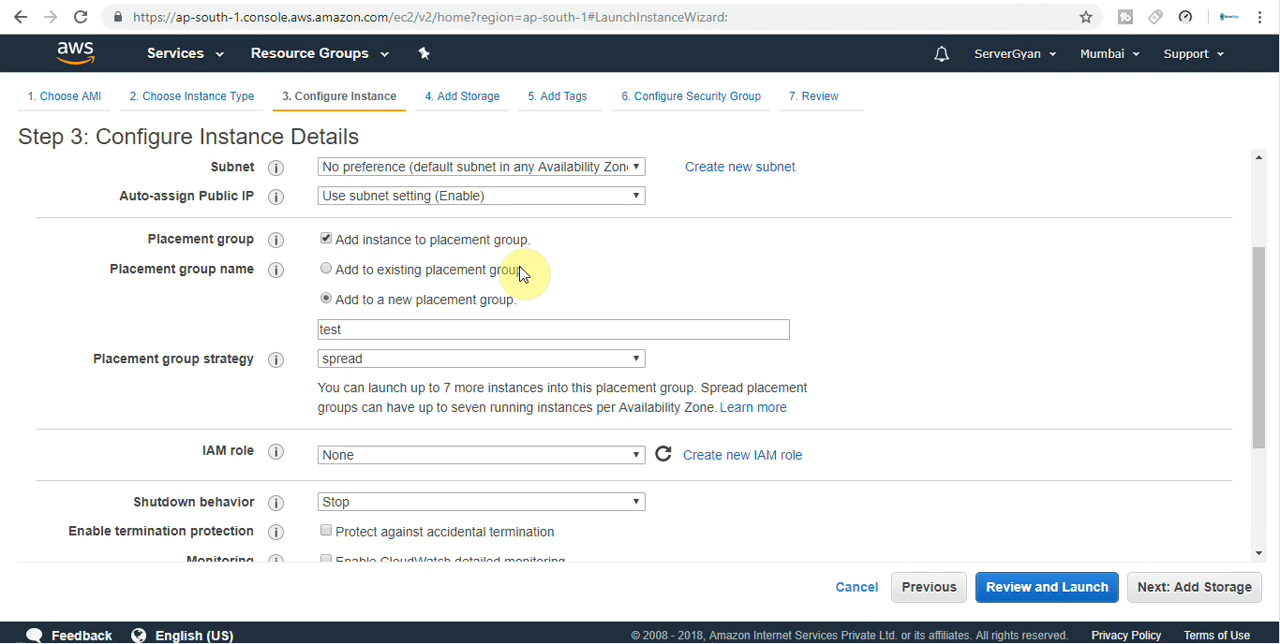 https://ap-south-1.console.aws.amazon.com/ec2/v2/home?region=ap-south-1#LaunchInstanceWizard:
aws Services Resource Groups ServerGyan Mumbai Support
1. Choose AMI 2. Choose Instance Type 3. Configure Instance 4. Add Storage 5. Add Tags 6. Configure Security Group 7. Review
Step 3: Configure Instance Details
Subnet No preference (default subnet in any Availability Zon Create new subnet
Auto-assign Public IP Use subnet setting (Enable)
Placement group Add instance to placement group.
Placement group name Add to existing placement group
Add to a new placement group.
test
Placement group strategy spread
You can launch up to 7 more instances into this placement group. Spread placement
groups can have up to seven running instances per Availability Zone. Learn more
IAM role None Create new IAM role
Shutdown behavior Stop
Enable termination protection Protect against accidental termination
Monitoring Enable CloudWatch detailed monitoring
Cancel Previous Review and Launch Next: Add Storage
Feedback English (US) © 2008 - 2018, Amazon Internet Services Private Ltd. or its affiliates. All rights reserved. Privacy Policy Terms of Use